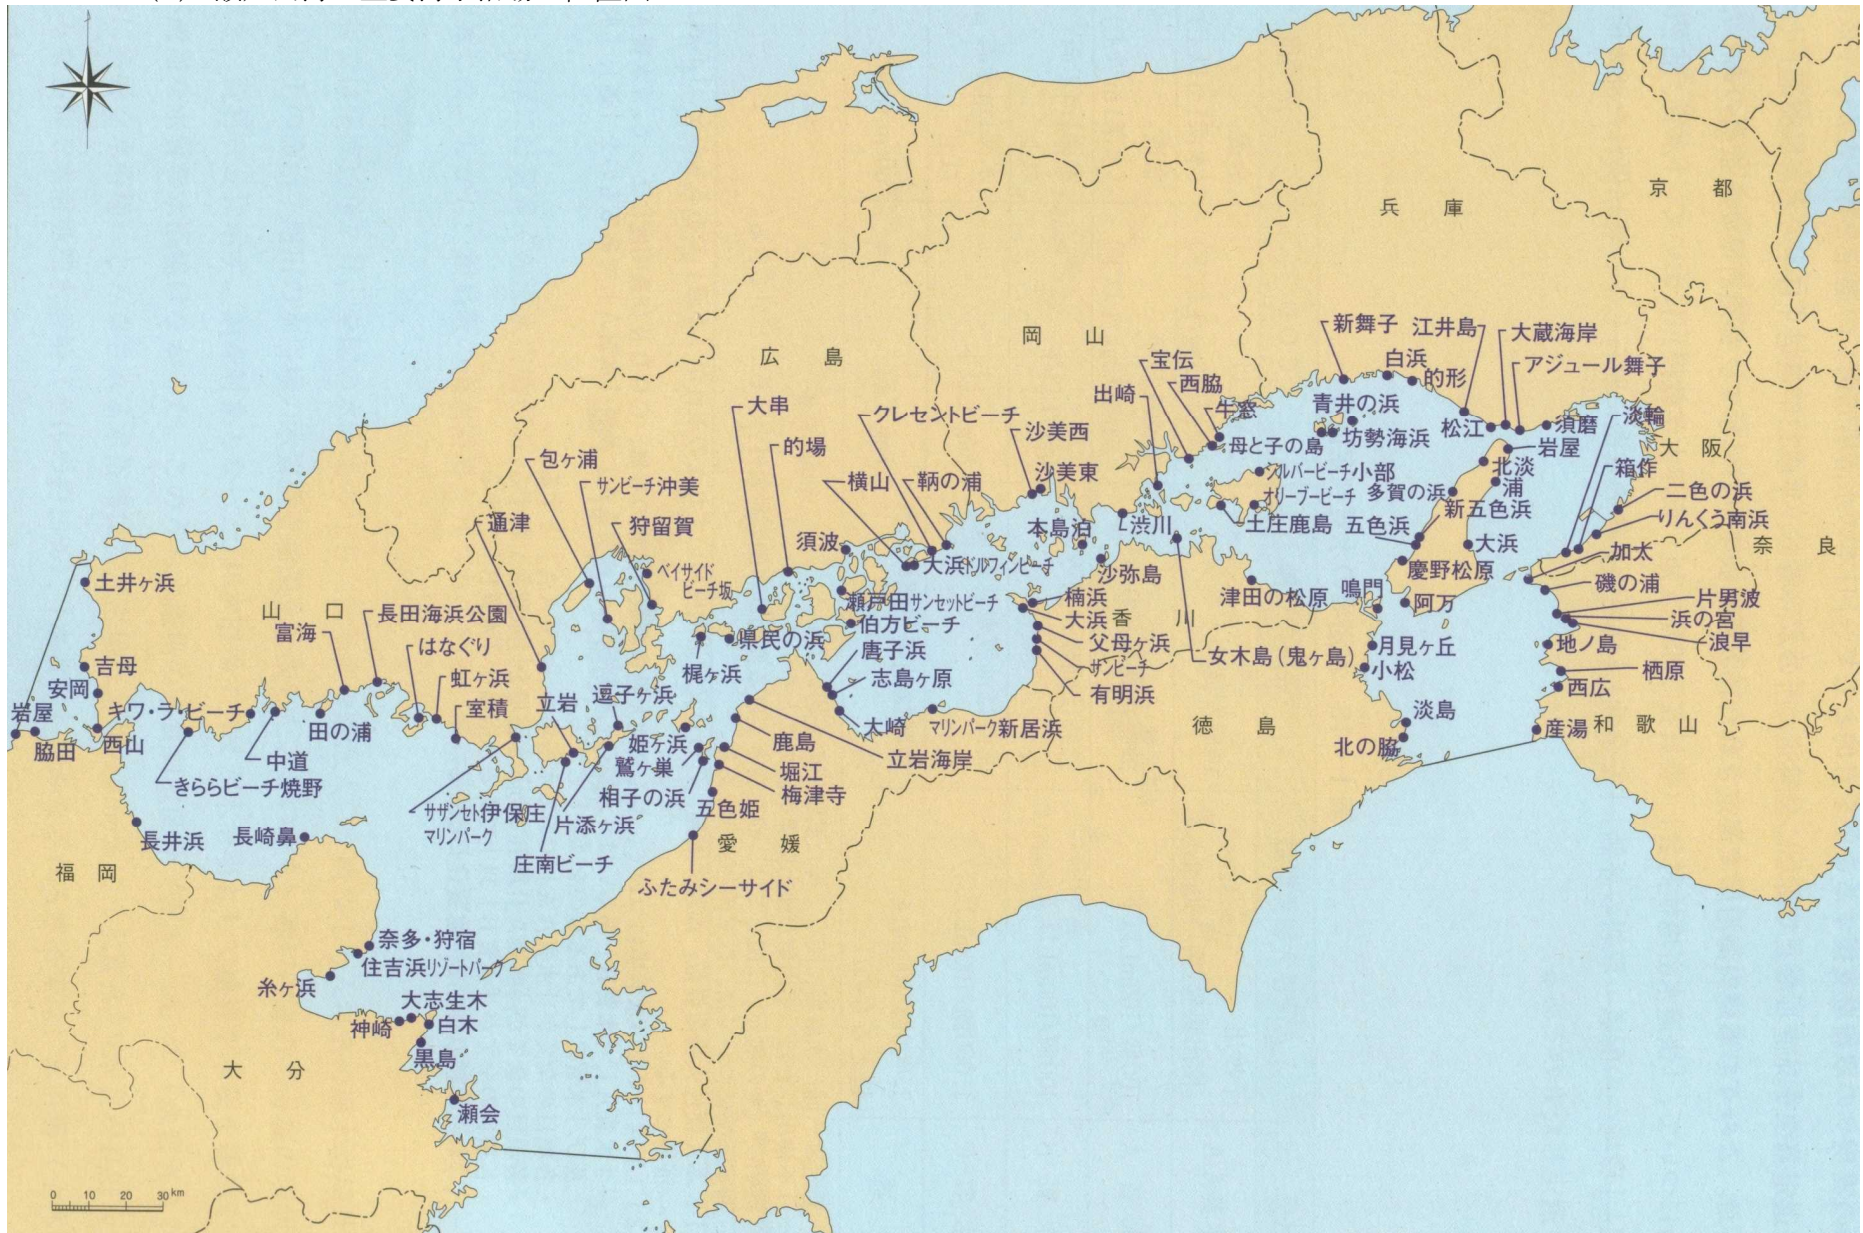 京 都
兵 庫
岡 山
広 島
大 阪
奈 良
山 口
香 川
徳 島
和 歌 山
愛 媛
福 岡
大 分
新舞子
江井島
大蔵海岸
白浜
的形
アジュール舞子
宝伝
西脇
出崎
牛窓
青井の浜
松江
須磨
淡輪
母と子の島
坊勢海浜
岩屋
箱作
大串
クレセントビーチ
沙美西
的場
沙美東
シルバービーチ小部
北淡
オリーブビーチ
多賀の浜
浦
二色の浜
包ヶ浦
サンビーチ沖美
横山
鞆の浦
土庄鹿島
五色浜
新五色浜
りんくう南浜
通津
狩留賀
須波
本島泊
渋川
大浜
加太
ベイサイド
ビーチ坂
大浜ドルフィンビーチ
沙弥島
慶野松原
磯の浦
土井ヶ浜
瀬戸田サンセットビーチ
楠浜
津田の松原
鳴門
阿万
片男波
長田海浜公園
伯方ビーチ
大浜
浜の宮
富海
県民の浜
父母ヶ浜
浪早
はなぐり
唐子浜
サンビーチ
女木島(鬼ヶ島)
月見ヶ丘
地ノ島
吉母
梶ヶ浜
志島ヶ原
小松
栖原
安岡
虹ヶ浜
有明浜
西広
岩屋
キワ・ラ・ビーチ
室積
立岩
逗子ヶ浜
大崎
マリンパーク新居浜
淡島
産湯
脇田
西山
田の浦
姫ヶ浜
鹿島
北の脇
中道
鷲ヶ巣
堀江
立岩海岸
きららビーチ焼野
相子の浜
梅津寺
サザンセト伊保庄
マリンパーク
片添ヶ浜
五色姫
長井浜
長崎鼻
庄南ビーチ
ふたみシーサイド
奈多・狩宿
住吉浜リゾートパーク
糸ヶ浜
大志生木
神崎
白木
黒島
瀬会
0 10 20 30 km